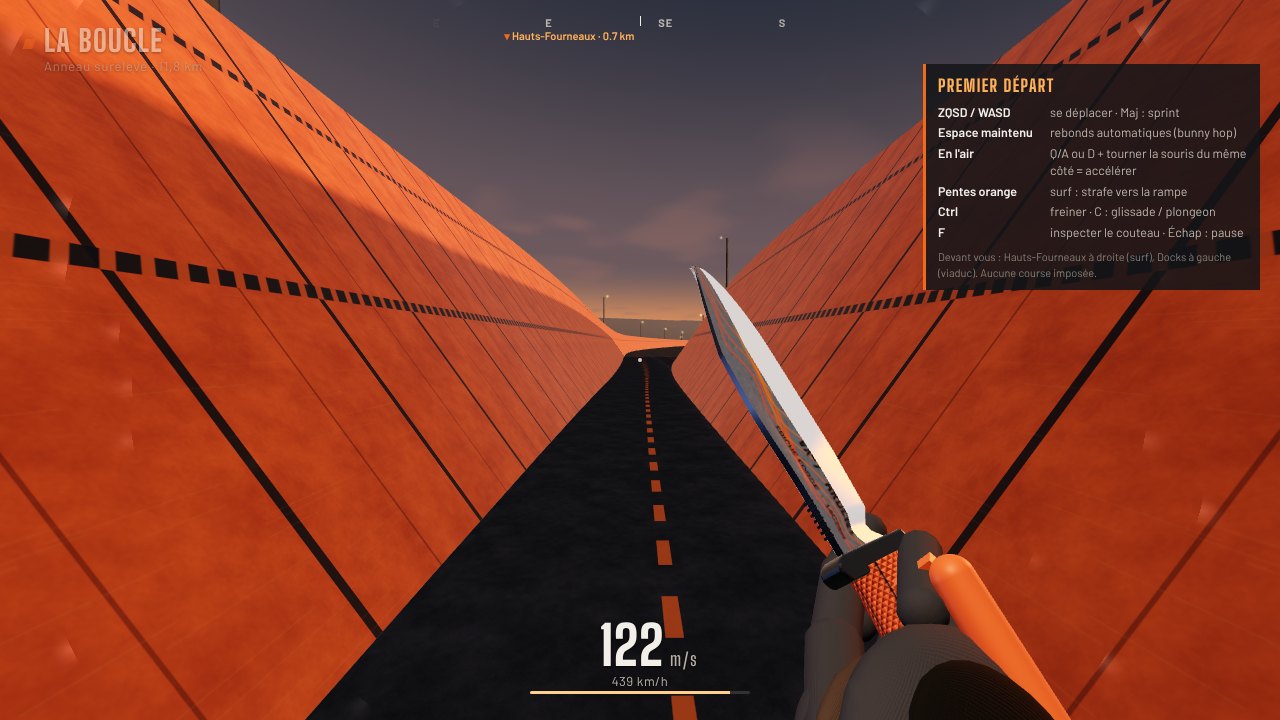 E SE S
Hauts-Fourneaux · 0.7 km
LA BOUCLE
Anneau surélevé · 11,8 km
PREMIER DÉPART
ZQSD / WASD se déplacer · Maj : sprint
Espace maintenu rebonds automatiques (bunny hop)
En l'air Q/A ou D + tourner la souris du même
côté = accélérer
Pentes orange surf : strafe vers la rampe
Ctrl freiner · C : glissade / plongeon
F inspecter le couteau · Échap : pause
Devant vous : Hauts-Fourneaux à droite (surf), Docks à gauche
(viaduc). Aucune course imposée.
122 m/s
439 km/h